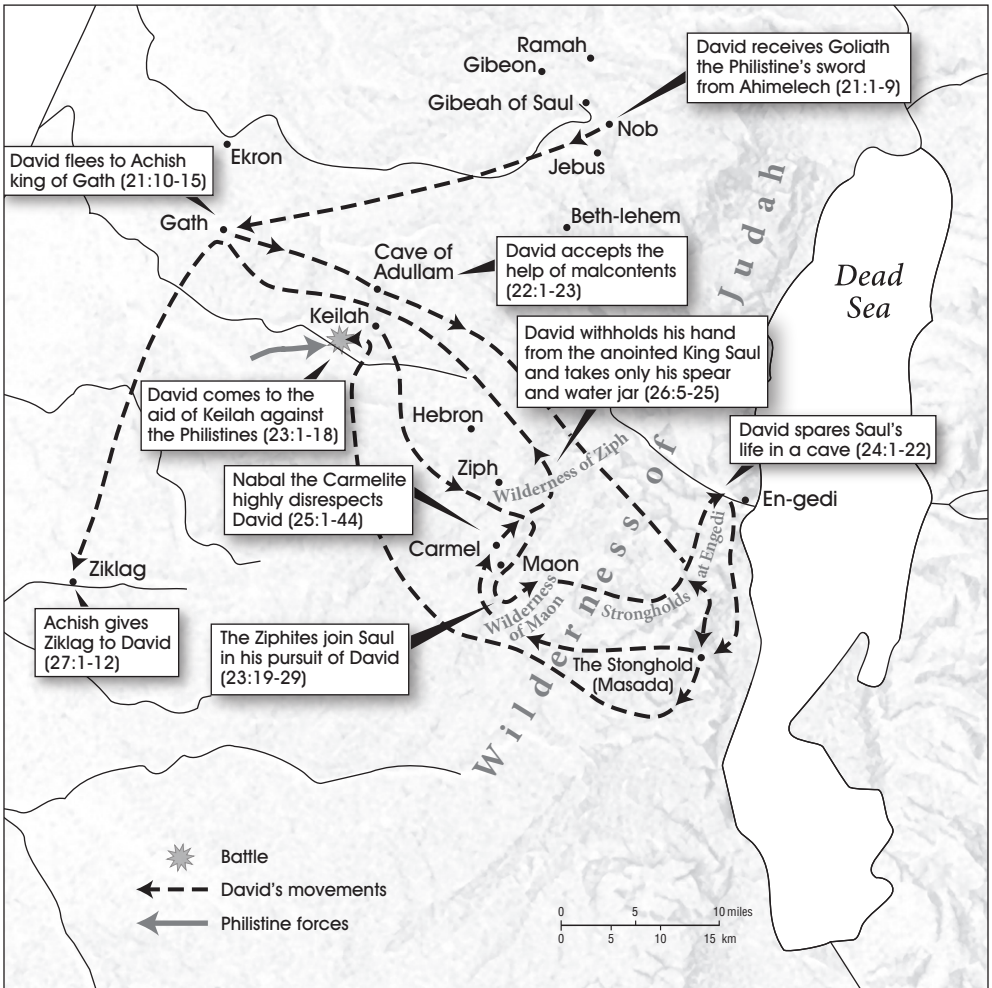 Ramah
Gibeon
Gibeah of Saul
David receives Goliath
the Philistine's sword
from Ahimelech (21:1-9)
Nob
Jebus
Ekron
David flees to Achish
king of Gath (21:10-15)
Gath
Beth-lehem
Cave of
Adullam
David accepts the
help of malcontents
(22:1-23)
Judah
Dead
Sea
Keilah
David withholds his hand
from the anointed King Saul
and takes only his spear
and water jar (26:5-25)
David comes to the
aid of Keilah against
the Philistines (23:1-18)
Hebron
David spares Saul's
life in a cave (24:1-22)
Ziph
Wilderness of Ziph
En-gedi
Nabal the Carmelite
highly disrespects
David (25:1-44)
Carmel
Maon
Wilderness
of Maon
Strongholds
at Engedi
Ziklag
Achish gives
Ziklag to David
(27:1-12)
The Ziphites join Saul
in his pursuit of David
(23:19-29)
The Stonghold
(Masada)
Wilderness of
Battle
David's movements
Philistine forces
0 5 10 miles
0 5 10 15 km